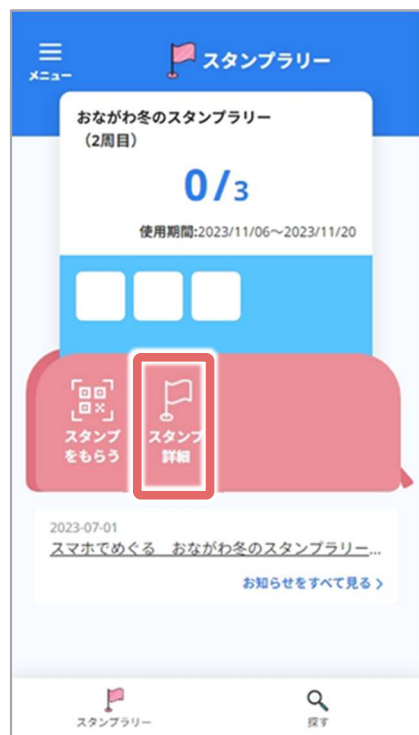 メニュー
スタンプラリー
おながわ冬のスタンプラリー
（2周目）
0/3
使用期間:2023/11/06～2023/11/20
スタンプ
をもらう
スタンプ
詳細
2023-07-01
スマホでめぐる　おながわ冬のスタンプラリー...
お知らせをすべて見る
スタンプラリー
探す